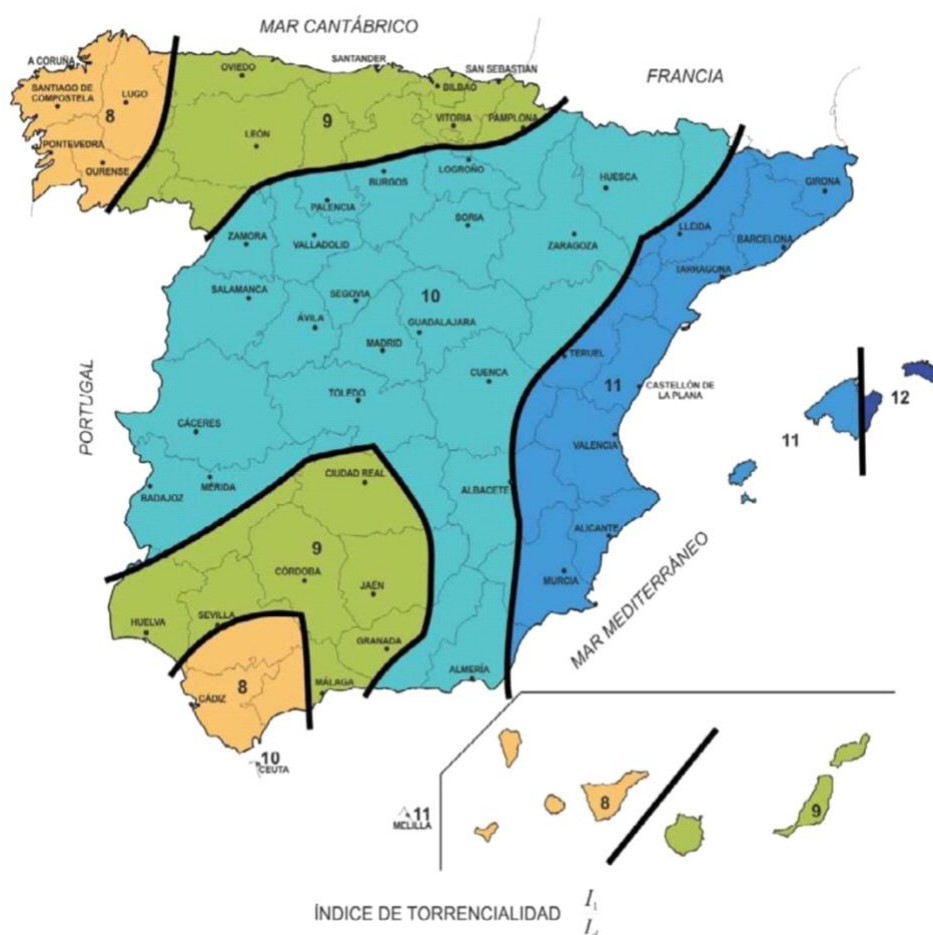 MAR CANTÁBRICO
A CORUÑA
SANTIAGO DE
COMPOSTELA
LUGO
8
PONTEVEDRA
OURENSE
OVIEDO
SANTANDER
SAN SEBASTIÁN
BILBAO
FRANCIA
LEÓN
9
VITORIA
PAMPLONA
LOGROÑO
BURGOS
PALENCIA
HUESCA
GIRONA
ZAMORA
VALLADOLID
SORIA
ZARAGOZA
LLEIDA
BARCELONA
TARRAGONA
SALAMANCA
SEGOVIA
10
ÁVILA
GUADALAJARA
MADRID
TERUEL
CUENCA
11
CASTELLÓN DE
LA PLANA
12
PORTUGAL
TOLEDO
CÁCERES
VALENCIA
11
BADAJOZ
MÉRIDA
CIUDAD REAL
ALBACETE
ALICANTE
9
CÓRDOBA
JAÉN
MURCIA
MAR MEDITERRÁNEO
HUELVA
SEVILLA
GRANADA
CÁDIZ
8
MÁLAGA
ALMERÍA
10
CEUTA
11
MELILLA
8
9
ÍNDICE DE TORRENCIALIDAD I₁
I_d